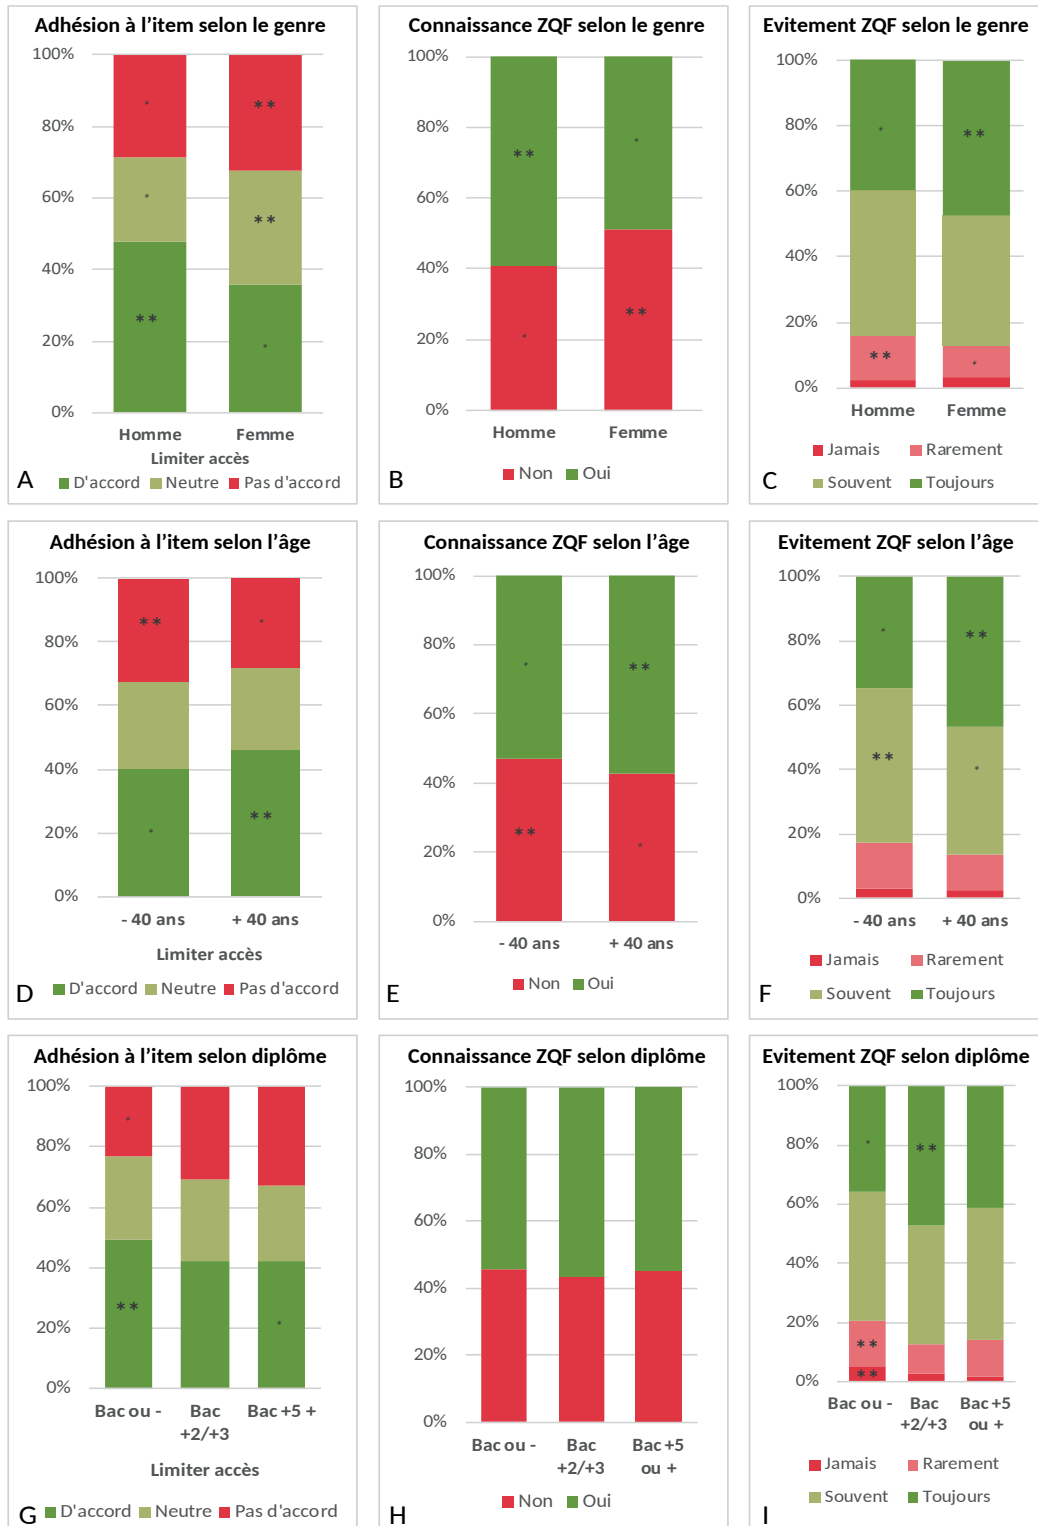 Adhésion à l’item selon le genre
100%
80%
60%
40%
20%
0%
*
*
**
**
**
*
Homme Femme
Limiter accès
A D'accord Neutre Pas d'accord
Connaissance ZQF selon le genre
100%
80%
60%
40%
20%
0%
**
*
*
**
Homme Femme
B Non Oui
Evitement ZQF selon le genre
100%
80%
60%
40%
20%
0%
*
**
**
*
Homme Femme
Jamais Rarement
C Souvent Toujours
Adhésion à l’item selon l’âge
100%
80%
60%
40%
20%
0%
**
*
*
**
- 40 ans + 40 ans
Limiter accès
D D'accord Neutre Pas d'accord
Connaissance ZQF selon l’âge
100%
80%
60%
40%
20%
0%
*
**
**
*
- 40 ans + 40 ans
E Non Oui
Evitement ZQF selon l’âge
100%
80%
60%
40%
20%
0%
*
**
**
*
- 40 ans + 40 ans
Jamais Rarement
F Souvent Toujours
Adhésion à l’item selon diplôme
100%
80%
60%
40%
20%
0%
*
**
*
Bac ou - Bac Bac +5 +
+2/+3
Limiter accès
G D'accord Neutre Pas d'accord
Connaissance ZQF selon diplôme
100%
80%
60%
40%
20%
0%
Bac ou - Bac Bac +5
+2/+3 ou +
H Non Oui
Evitement ZQF selon diplôme
100%
80%
60%
40%
20%
0%
*
**
**
**
Bac ou - Bac Bac +5
+2/+3 ou +
Jamais Rarement
I Souvent Toujours